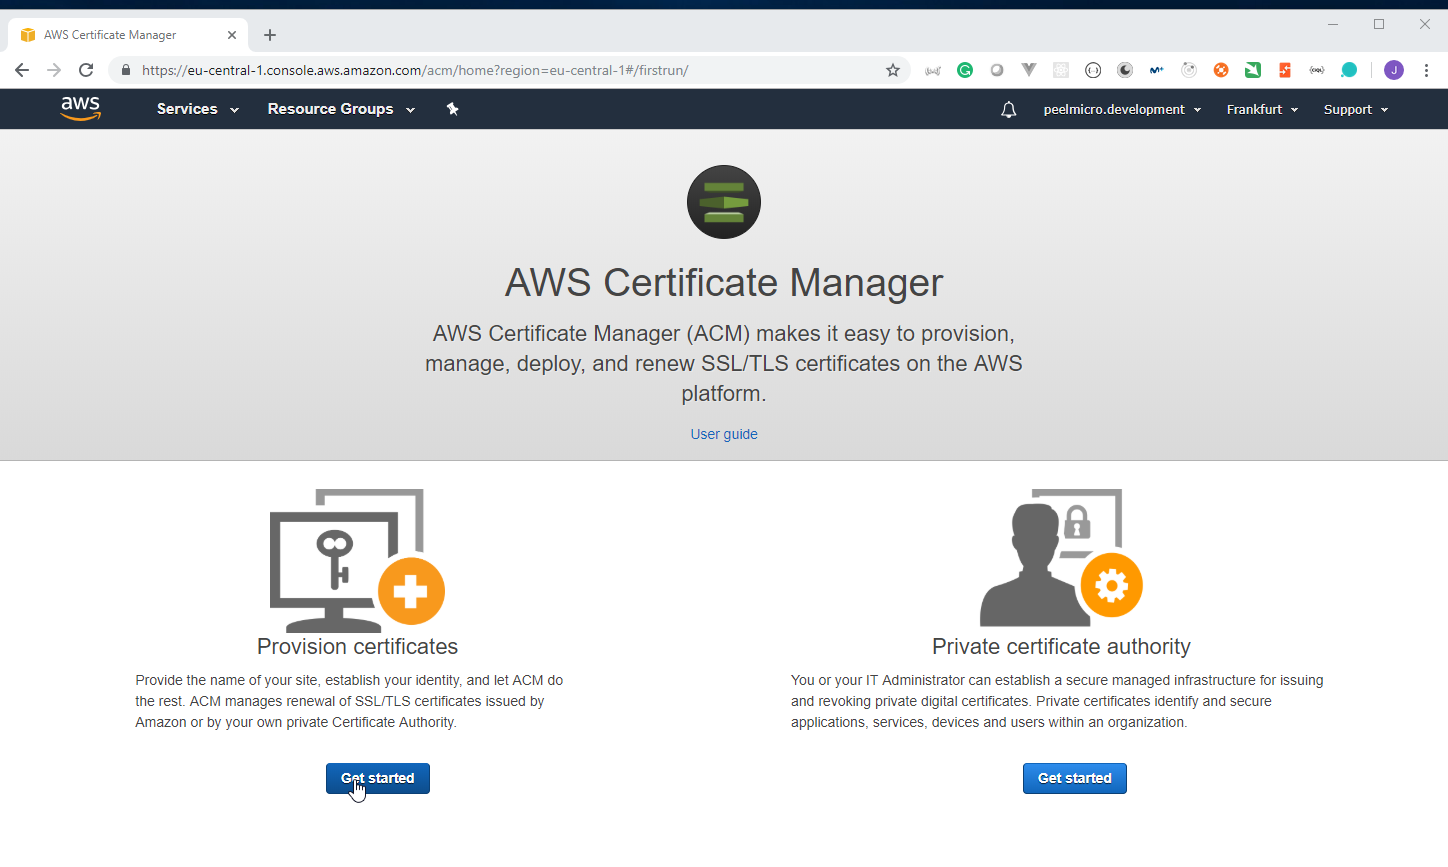 AWS Certificate Manager
https://eu-central-1.console.aws.amazon.com/acm/home?region=eu-central-1#/firstrun/
J
aws Services Resource Groups peelmicro.development Frankfurt Support
AWS Certificate Manager
AWS Certificate Manager (ACM) makes it easy to provision,
manage, deploy, and renew SSL/TLS certificates on the AWS
platform.
User guide
Provision certificates
Provide the name of your site, establish your identity, and let ACM do
the rest. ACM manages renewal of SSL/TLS certificates issued by
Amazon or by your own private Certificate Authority.
Get started
Private certificate authority
You or your IT Administrator can establish a secure managed infrastructure for issuing
and revoking private digital certificates. Private certificates identify and secure
applications, services, devices and users within an organization.
Get started